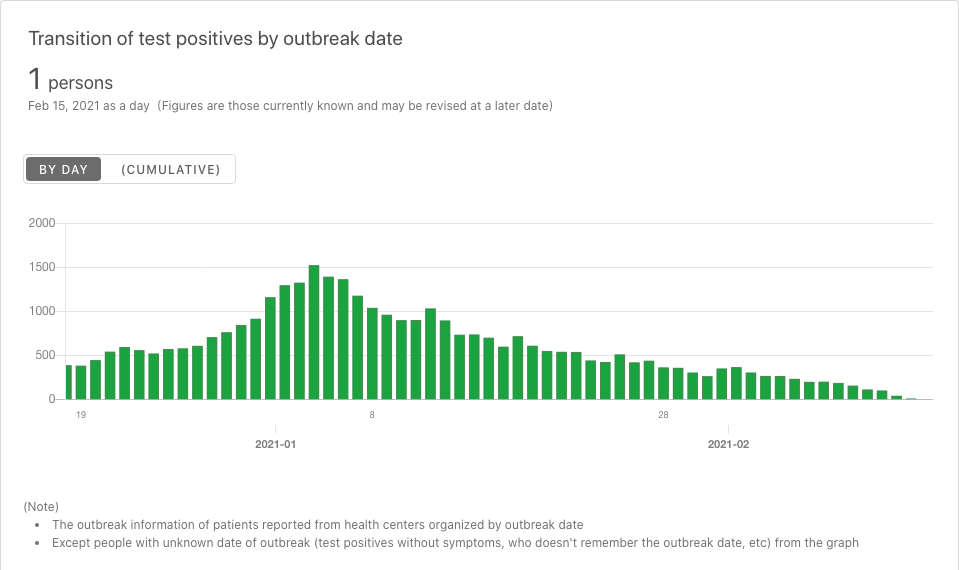 Transition of test positives by outbreak date
1 persons
Feb 15, 2021 as a day (Figures are those currently known and may be revised at a later date)
BY DAY (CUMULATIVE)
2000
1500
1000
500
0
19 8 28
2021-01 2021-02
(Note)
• The outbreak information of patients reported from health centers organized by outbreak date
• Except people with unknown date of outbreak (test positives without symptoms, who doesn't remember the outbreak date, etc) from the graph